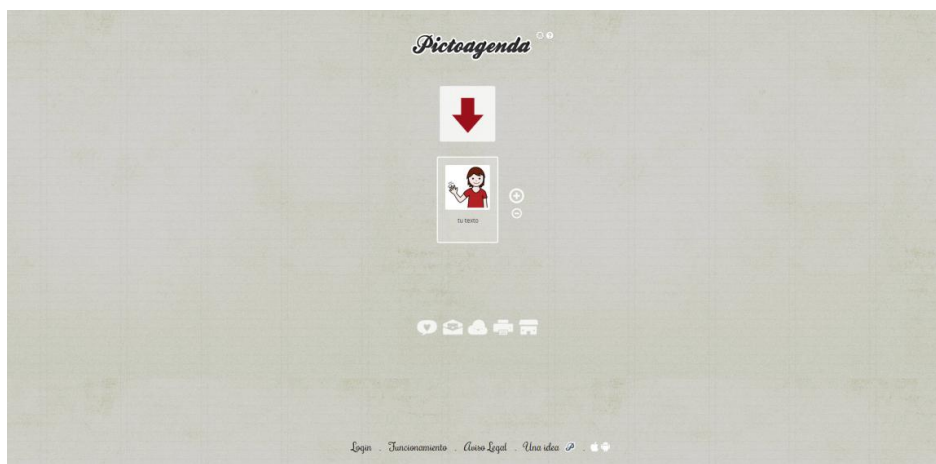 Pictoagenda
tu texto
Login . Funcionamiento . Aviso Legal . Una idea